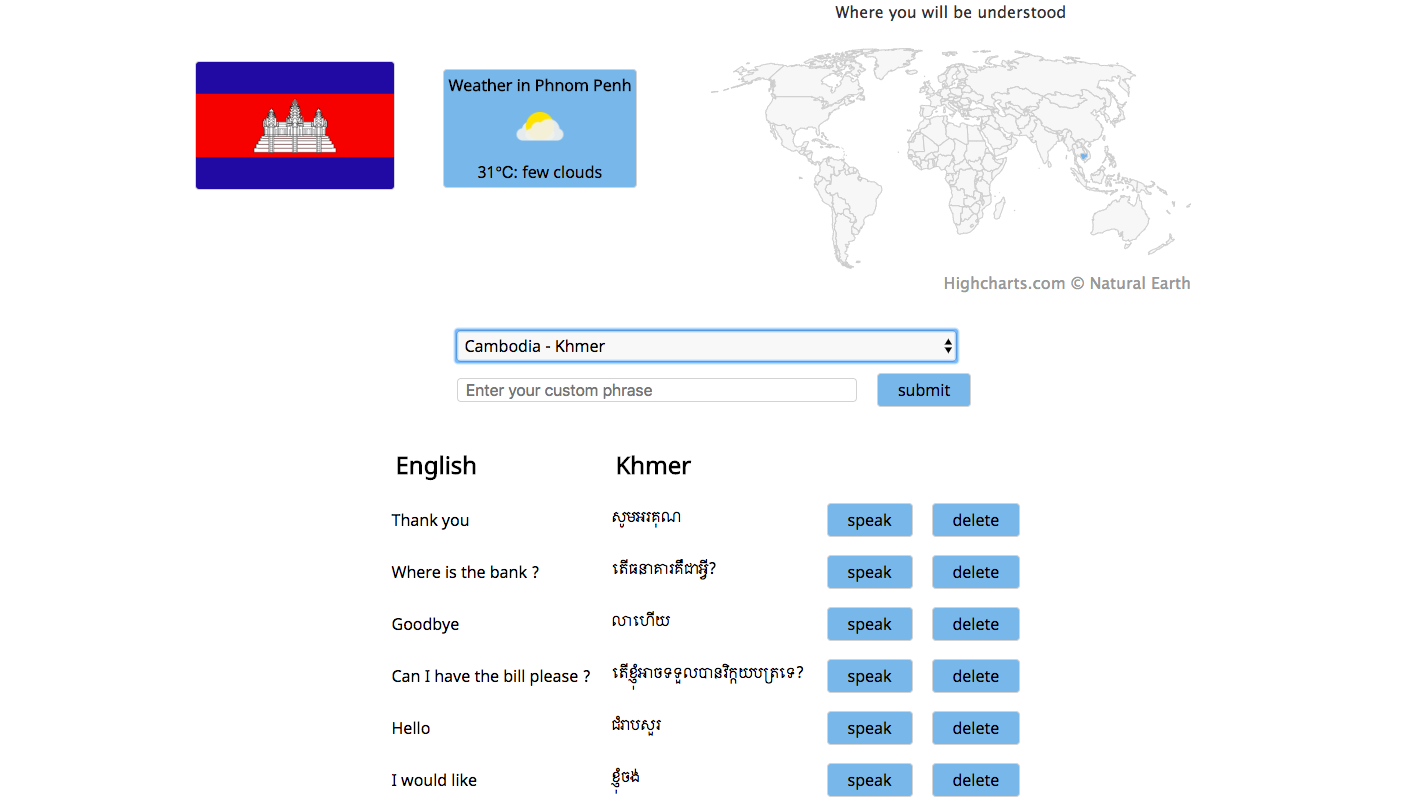 Where you will be understood
Weather in Phnom Penh
31°C: few clouds
Highcharts.com © Natural Earth
Cambodia - Khmer
Enter your custom phrase submit
English Khmer
Thank you សូមអរគុណ speak delete
Where is the bank ? តើធនាគារគឺជាអ្វី? speak delete
Goodbye លាហើយ speak delete
Can I have the bill please ? តើខ្ញុំអាចទទួលបានវិក្កយបត្រទេ? speak delete
Hello ជំរាបសួរ speak delete
I would like ខ្ញុំចង់ speak delete